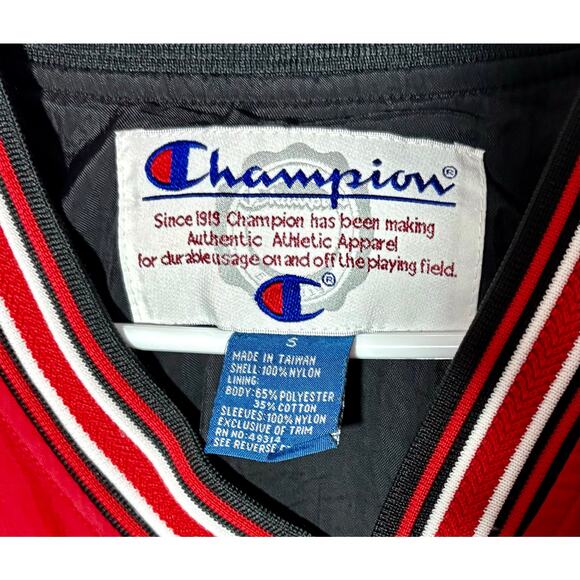 Champion®
Since 1919 Champion has been making
Authentic Athletic Apparel
for durable usage on and off the playing field.
C®
S
MADE IN TAIWAN
SHELL: 100% NYLON
LINING:
BODY: 65% POLYESTER
35% COTTON
SLEEVES: 100% NYLON
EXCLUSIVE OF TRIM
RN NO: 49314
SEE REVERSE